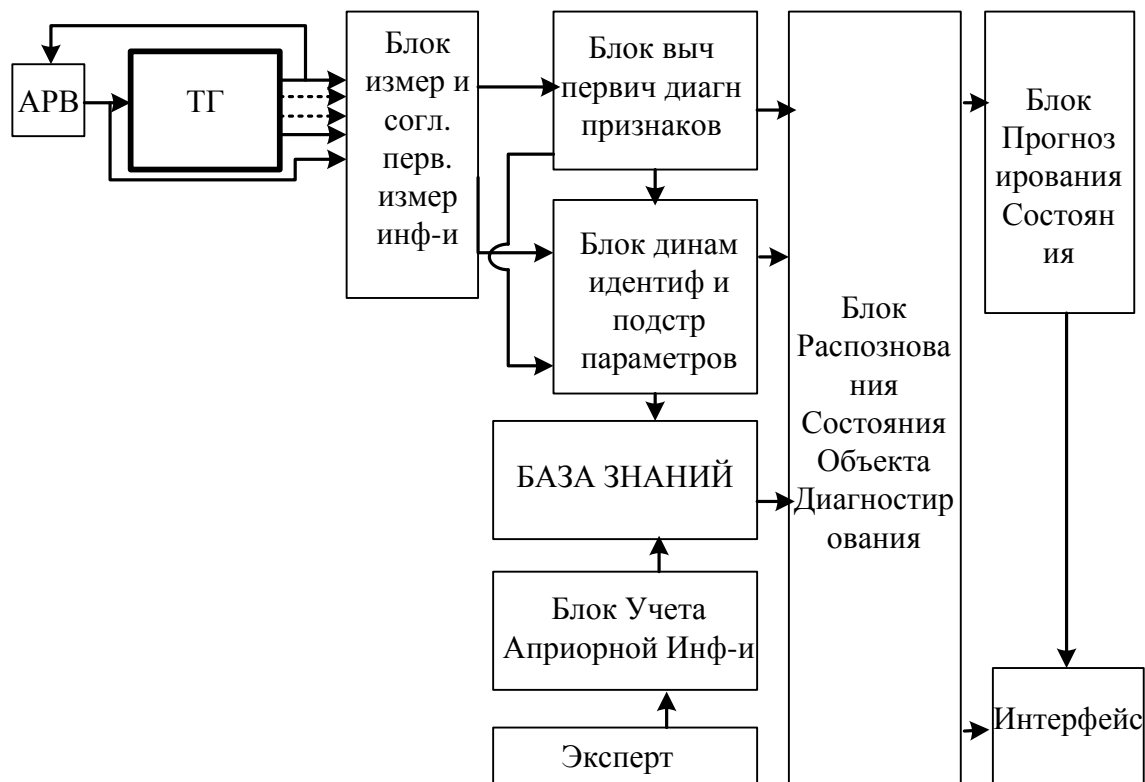 АРВ
ТГ
Блок
измер и
согл.
перв.
измер
инф-и
Блок выч
первич диагн
признаков
Блок динам
идентиф и
подстр
параметров
БАЗА ЗНАНИЙ
Блок Учета
Априорной Инф-и
Эксперт
Блок
Распознова
ния
Состояния
Объекта
Диагностир
ования
Блок
Прогноз
ирования
Состоян
ия
Интерфейс